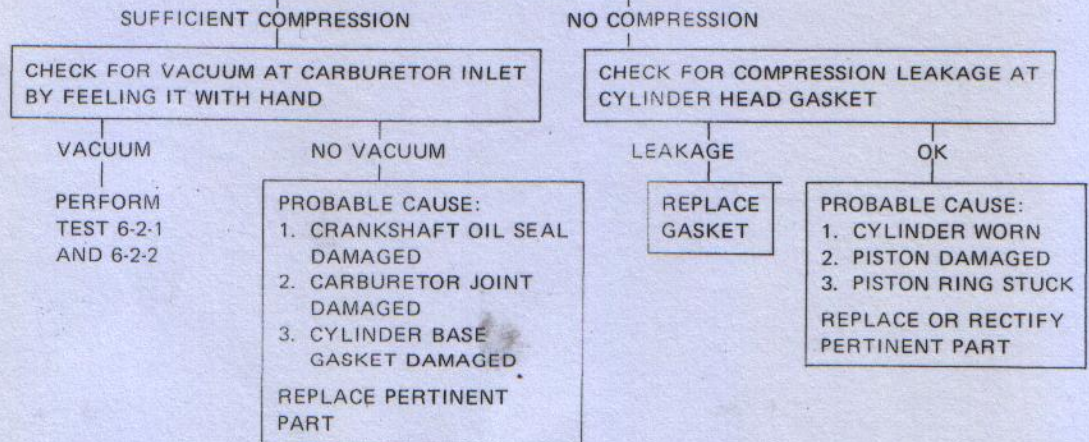 SUFFICIENT COMPRESSION
NO COMPRESSION
CHECK FOR VACUUM AT CARBURETOR INLET
BY FEELING IT WITH HAND
CHECK FOR COMPRESSION LEAKAGE AT
CYLINDER HEAD GASKET
VACUUM
NO VACUUM
LEAKAGE
OK
PERFORM
TEST 6-2-1
AND 6-2-2
PROBABLE CAUSE:
1. CRANKSHAFT OIL SEAL
DAMAGED
2. CARBURETOR JOINT
DAMAGED
3. CYLINDER BASE
GASKET DAMAGED
REPLACE PERTINENT
PART
REPLACE
GASKET
PROBABLE CAUSE:
1. CYLINDER WORN
2. PISTON DAMAGED
3. PISTON RING STUCK
REPLACE OR RECTIFY
PERTINENT PART